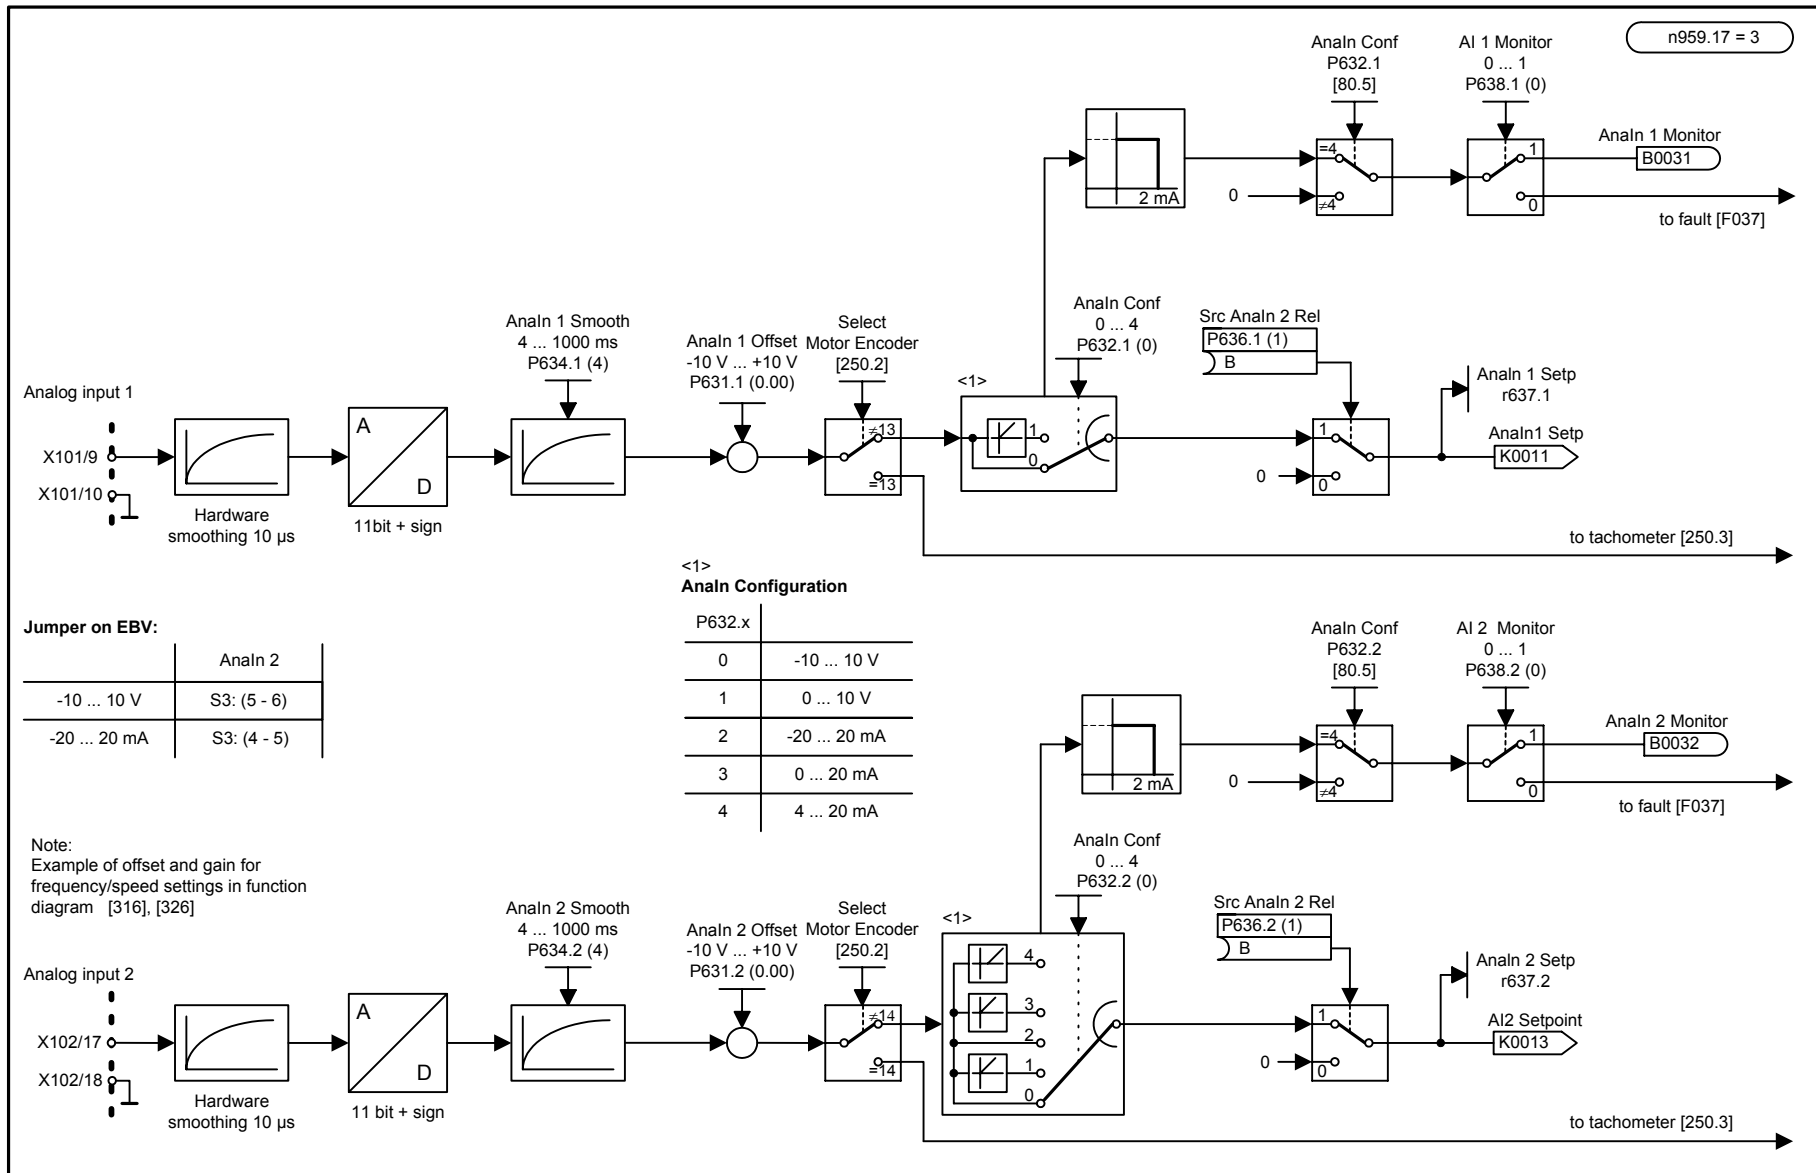 n959.17 = 3
AnaIn Conf
P632.1
[80.5]
AI 1 Monitor
0 ... 1
P638.1 (0)
=4
≠4
0
2 mA
1
0
AnaIn 1 Monitor
B0031
to fault [F037]
Analog input 1
X101/9
X101/10
Hardware
smoothing 10 µs
A
D
11bit + sign
AnaIn 1 Smooth
4 ... 1000 ms
P634.1 (4)
AnaIn 1 Offset
-10 V ... +10 V
P631.1 (0.00)
Select
Motor Encoder
[250.2]
≠13
=13
<1>
1
0
AnaIn Conf
0 ... 4
P632.1 (0)
Src AnaIn 2 Rel
P636.1 (1)
B
1
0
0
AnaIn 1 Setp
r637.1
AnaIn1 Setp
K0011
to tachometer [250.3]
Jumper on EBV:
AnaIn 2
-10 ... 10 V S3: (5 - 6)
-20 ... 20 mA S3: (4 - 5)
<1>
AnaIn Configuration
P632.x
0 -10 ... 10 V
1 0 ... 10 V
2 -20 ... 20 mA
3 0 ... 20 mA
4 4 ... 20 mA
Note:
Example of offset and gain for
frequency/speed settings in function
diagram [316], [326]
AnaIn Conf
P632.2
[80.5]
AI 2 Monitor
0 ... 1
P638.2 (0)
=4
≠4
0
2 mA
1
0
AnaIn 2 Monitor
B0032
to fault [F037]
Analog input 2
X102/17
X102/18
Hardware
smoothing 10 µs
A
D
11 bit + sign
AnaIn 2 Smooth
4 ... 1000 ms
P634.2 (4)
AnaIn 2 Offset
-10 V ... +10 V
P631.2 (0.00)
Select
Motor Encoder
[250.2]
≠14
=14
<1>
4
3
2
1
0
AnaIn Conf
0 ... 4
P632.2 (0)
Src AnaIn 2 Rel
P636.2 (1)
B
1
0
0
AnaIn 2 Setp
r637.2
AI2 Setpoint
K0013
to tachometer [250.3]